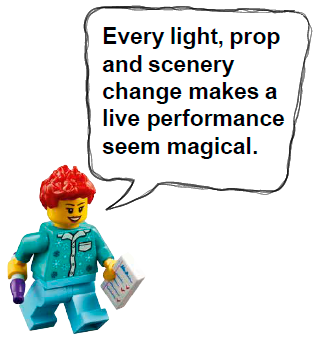 Every light, prop
and scenery
change makes a
live performance
seem magical.